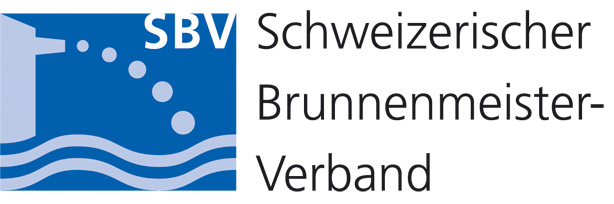 SBV
Schweizerischer
Brunnenmeister-
Verband